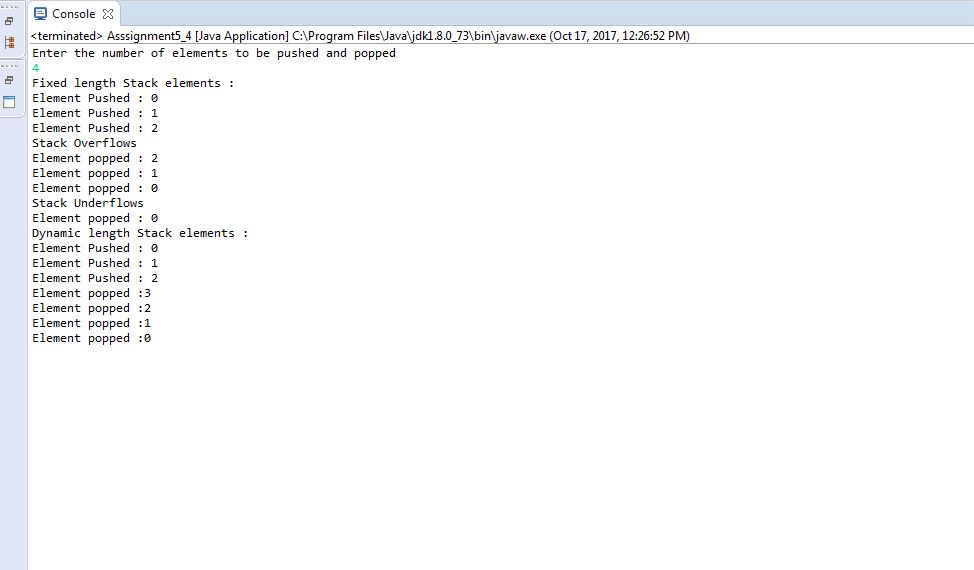 Console
<terminated> Asssignment5_4 [Java Application] C:\Program Files\Java\jdk1.8.0_73\bin\javaw.exe (Oct 17, 2017, 12:26:52 PM)
Enter the number of elements to be pushed and popped
4
Fixed length Stack elements :
Element Pushed : 0
Element Pushed : 1
Element Pushed : 2
Stack Overflows
Element popped : 2
Element popped : 1
Element popped : 0
Stack Underflows
Element popped : 0
Dynamic length Stack elements :
Element Pushed : 0
Element Pushed : 1
Element Pushed : 2
Element popped :3
Element popped :2
Element popped :1
Element popped :0